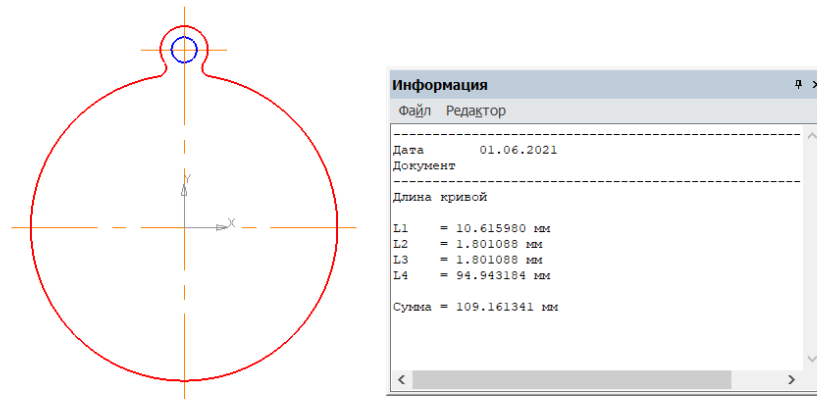 Y
X
Информация
Файл Редактор
Дата 01.06.2021
Документ
Длина кривой
L1 = 10.615980 мм
L2 = 1.801088 мм
L3 = 1.801088 мм
L4 = 94.943184 мм
Сумма = 109.161341 мм